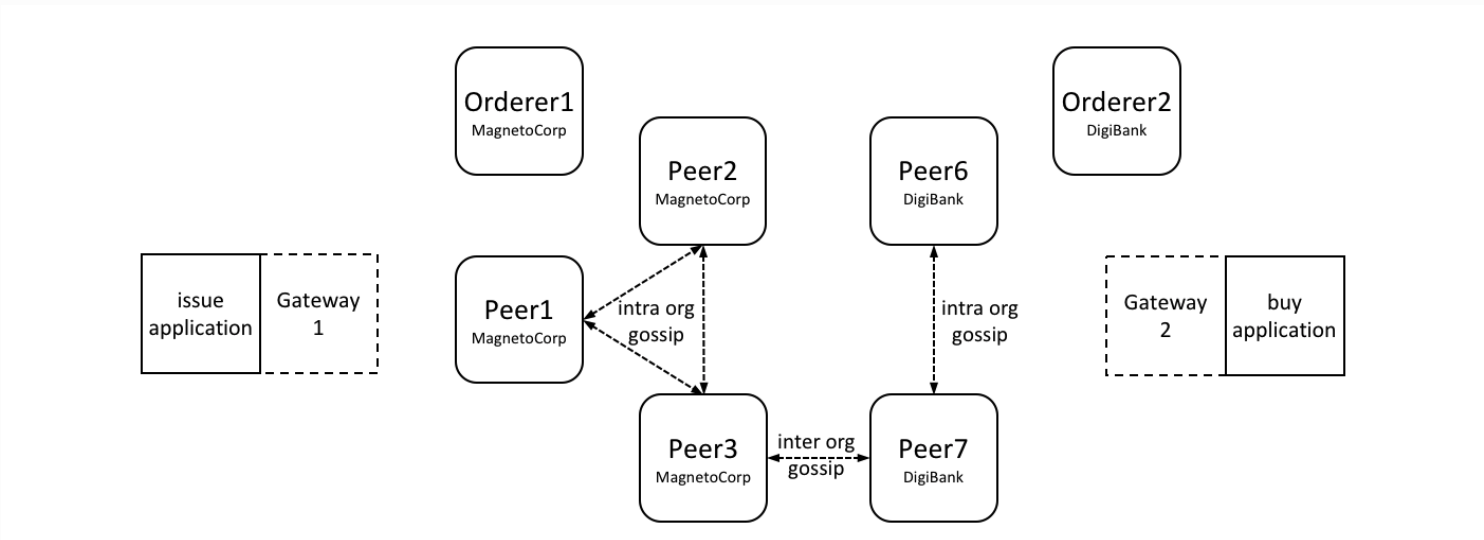 Orderer1
MagnetoCorp
Orderer2
DigiBank
Peer2
MagnetoCorp
Peer6
DigiBank
issue
application
Gateway
1
Peer1
MagnetoCorp
intra org
gossip
intra org
gossip
Gateway
2
buy
application
Peer3
MagnetoCorp
inter org
gossip
Peer7
DigiBank